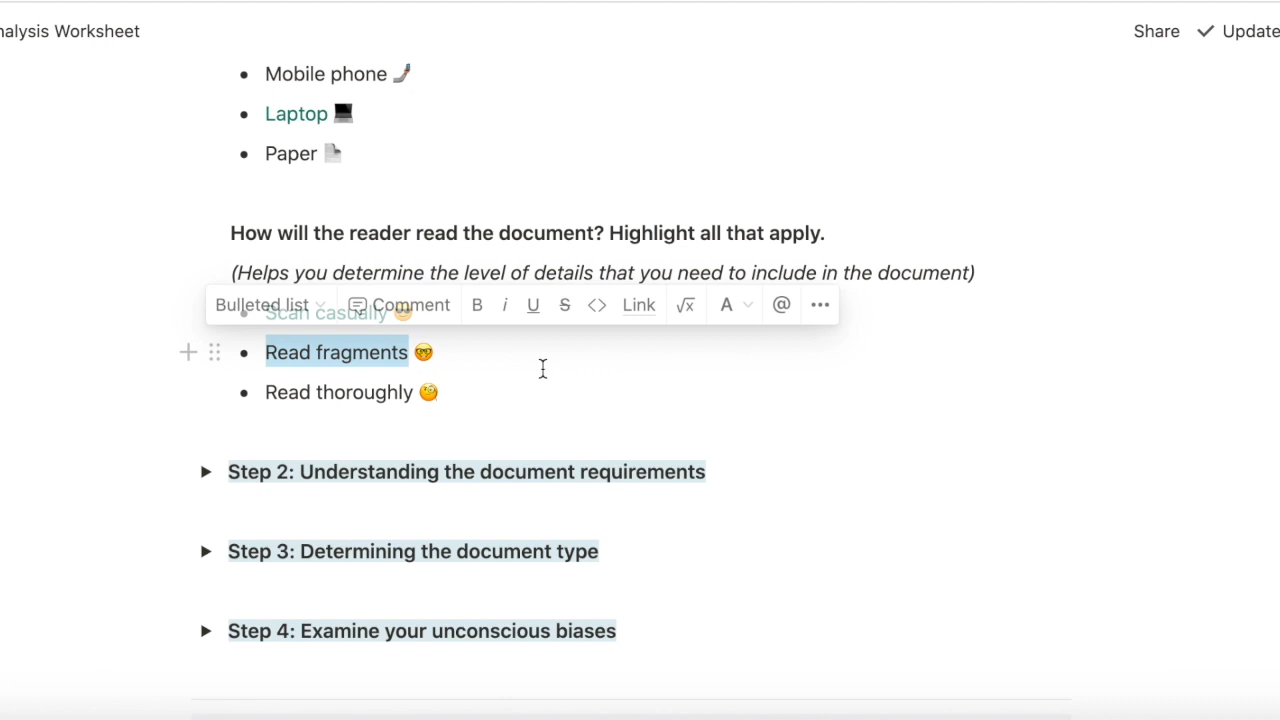 nalysis Worksheet
Share ✓ Update
• Mobile phone 🤳
• Laptop 💻
• Paper 📄
How will the reader read the document? Highlight all that apply.
(Helps you determine the level of details that you need to include in the document)
Bulleted list Comment B i U S <> Link √x A @ •••
• Scan casually 😎
• Read fragments 🤓
• Read thoroughly 🧐
Step 2: Understanding the document requirements
Step 3: Determining the document type
Step 4: Examine your unconscious biases